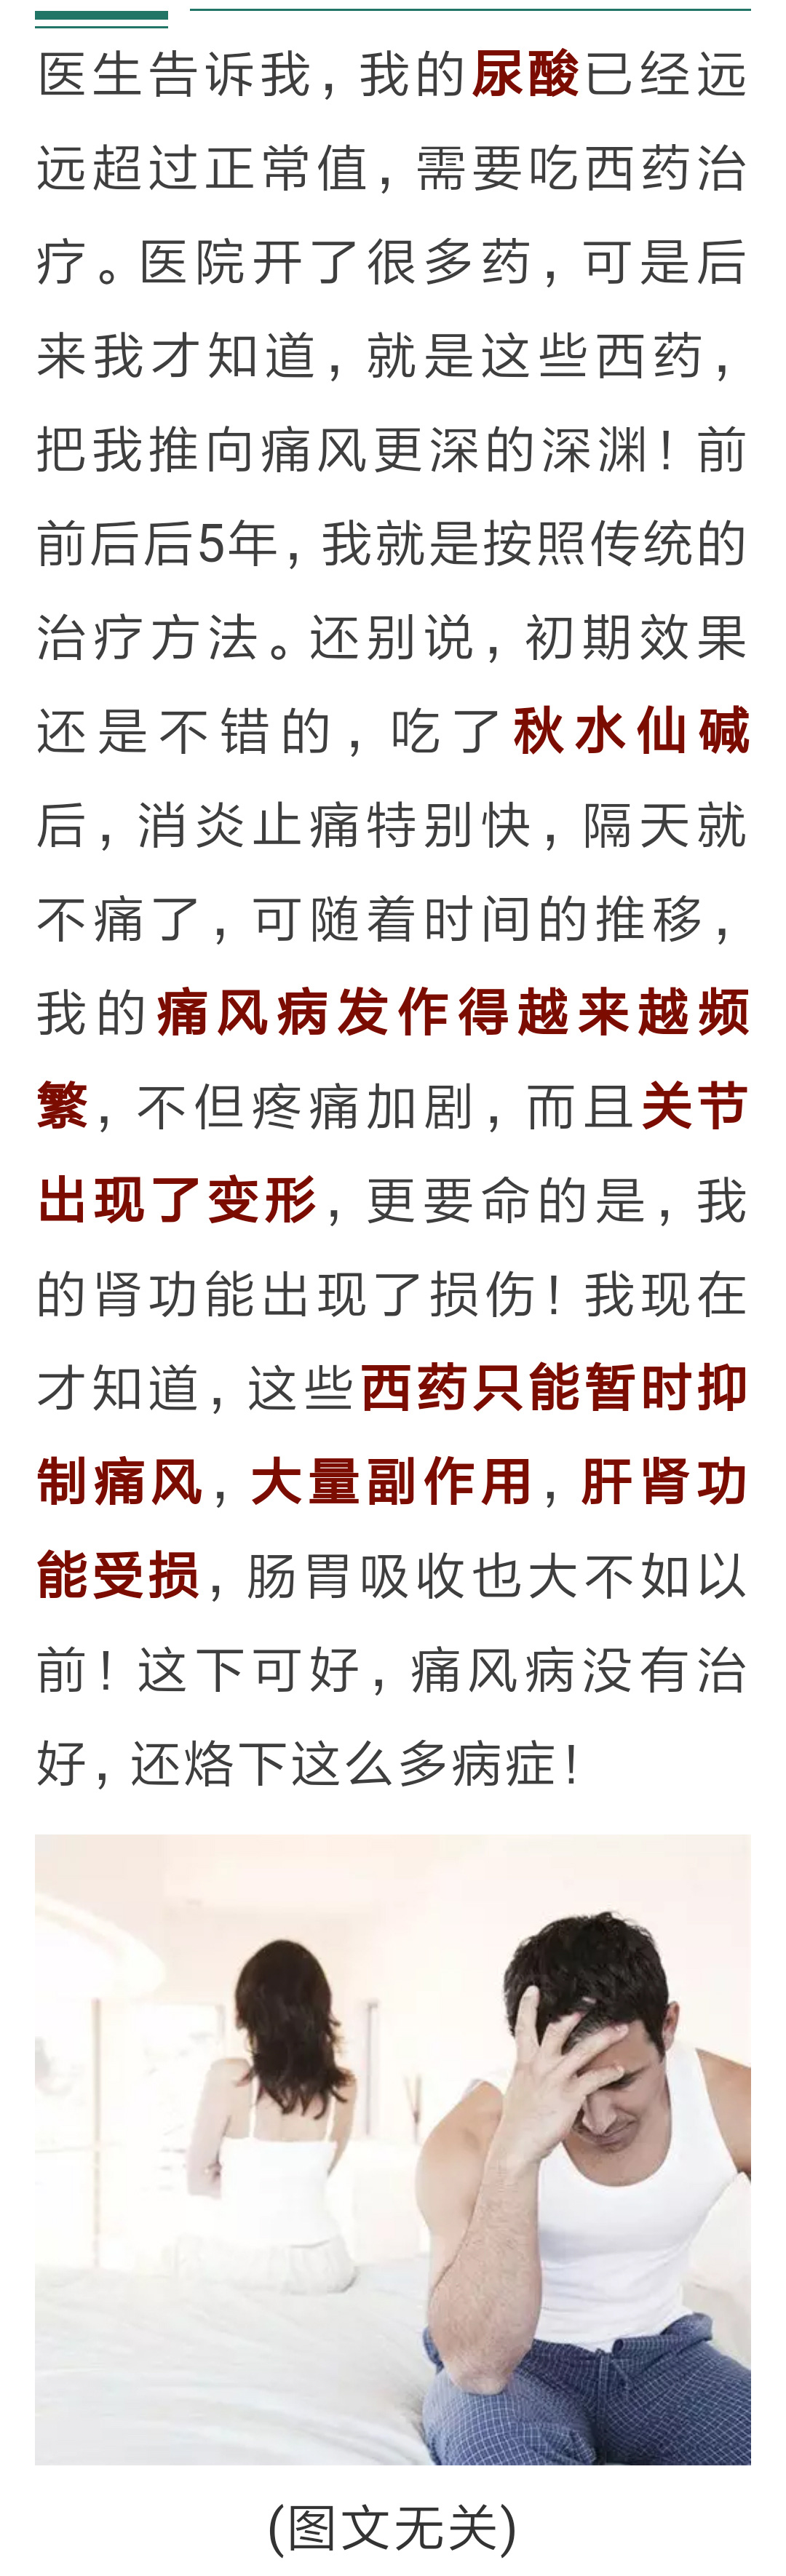 医生告诉我，我的尿酸已经远
远超过正常值，需要吃西药治
疗。医院开了很多药，可是后
来我才知道，就是这些西药，
把我推向痛风更深的深渊！前
前后后5年，我就是按照传统的
治疗方法。还别说，初期效果
还是不错的，吃了秋水仙碱
后，消炎止痛特别快，隔天就
不痛了，可随着时间的推移，
我的痛风病发作得越来越频
繁，不但疼痛加剧，而且关节
出现了变形，更要命的是，我
的肾功能出现了损伤！我现在
才知道，这些西药只能暂时抑
制痛风，大量副作用，肝肾功
能受损，肠胃吸收也大不如以
前！这下可好，痛风病没有治
好，还烙下这么多病症！
(图文无关)